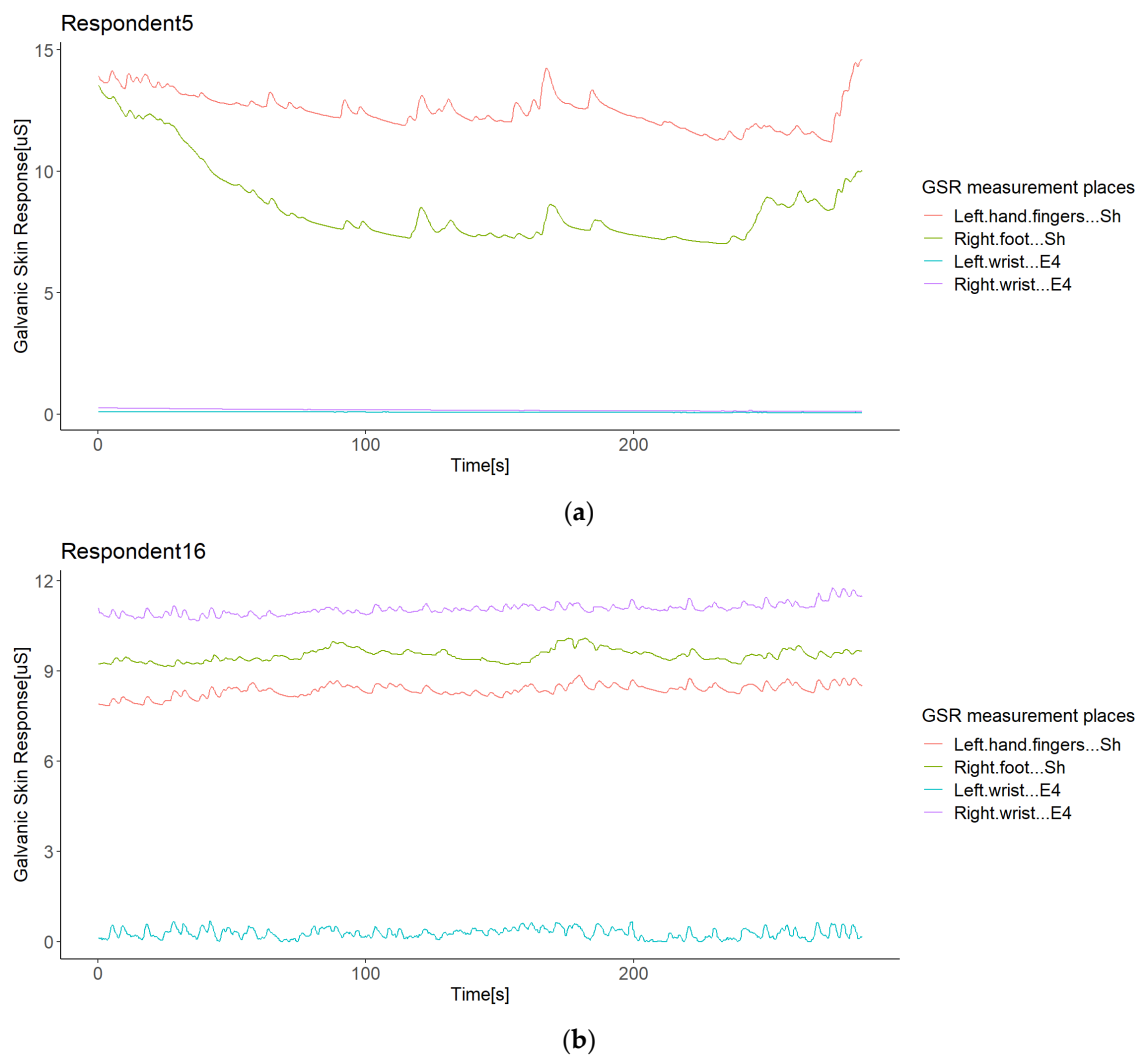 Respondent5
15
10
5
0
Galvanic Skin Response[uS]
0 100 200
Time[s]
GSR measurement places
Left.hand.fingers...Sh
Right.foot...Sh
Left.wrist...E4
Right.wrist...E4
(a)
Respondent16
12
9
6
3
0
Galvanic Skin Response[uS]
0 100 200
Time[s]
GSR measurement places
Left.hand.fingers...Sh
Right.foot...Sh
Left.wrist...E4
Right.wrist...E4
(b)